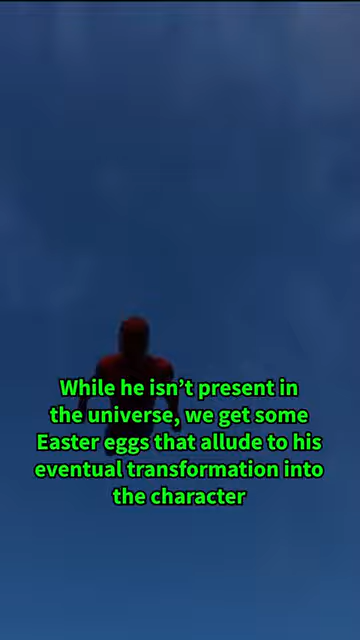 While he isn’t present in
the universe, we get some
Easter eggs that allude to his
eventual transformation into
the character